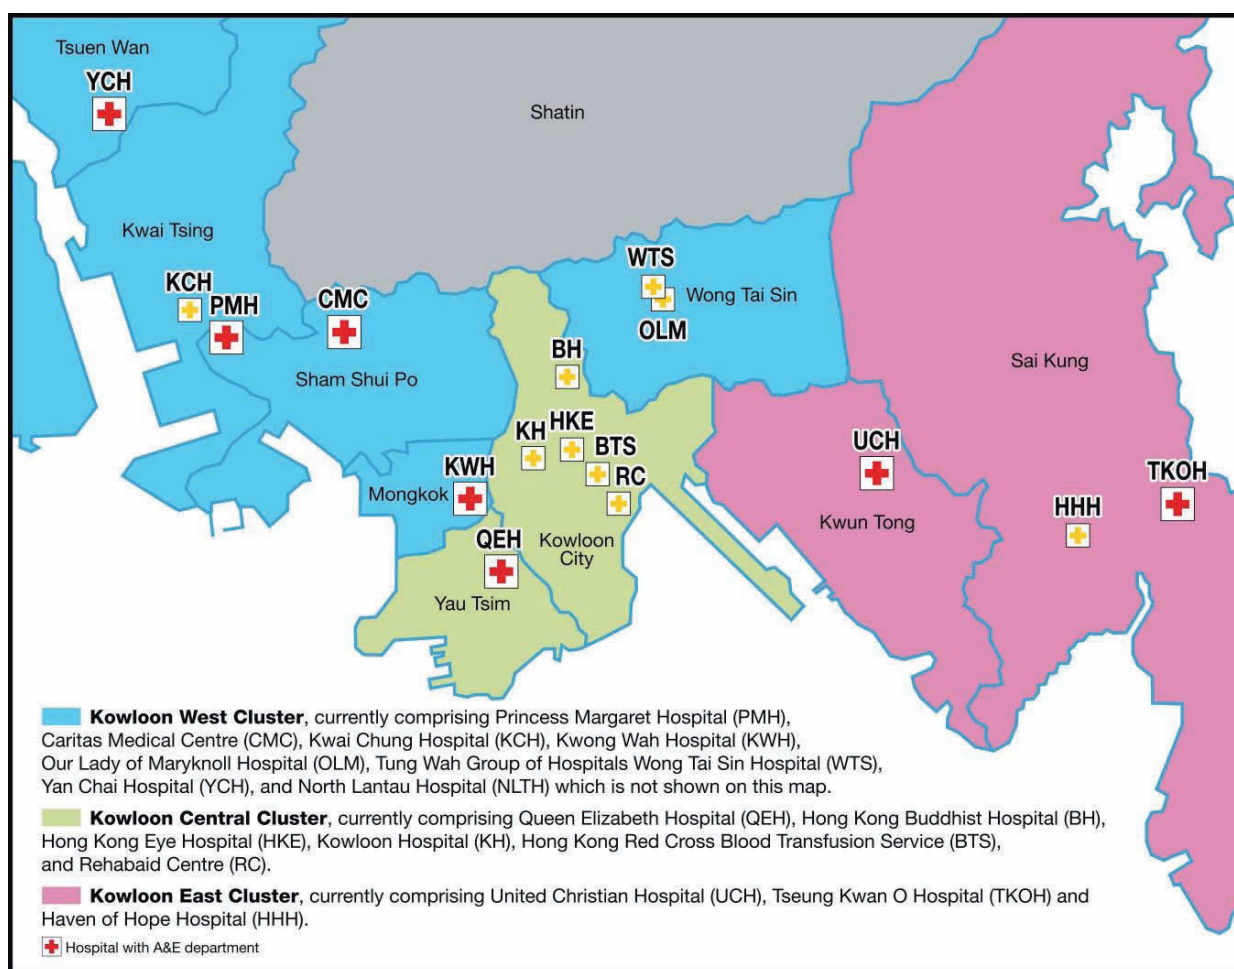 Tsuen Wan
YCH
Shatin
Kwai Tsing
KCH
PMH
CMC
Sham Shui Po
WTS
Wong Tai Sin
OLM
BH
Sai Kung
KH
HKE
BTS
RC
UCH
KWH
Mongkok
TKOH
HHH
Kwun Tong
QEH
Kowloon
City
Yau Tsim
Kowloon West Cluster, currently comprising Princess Margaret Hospital (PMH),
Caritas Medical Centre (CMC), Kwai Chung Hospital (KCH), Kwong Wah Hospital (KWH),
Our Lady of Maryknoll Hospital (OLM), Tung Wah Group of Hospitals Wong Tai Sin Hospital (WTS),
Yan Chai Hospital (YCH), and North Lantau Hospital (NLTH) which is not shown on this map.
Kowloon Central Cluster, currently comprising Queen Elizabeth Hospital (QEH), Hong Kong Buddhist Hospital (BH),
Hong Kong Eye Hospital (HKE), Kowloon Hospital (KH), Hong Kong Red Cross Blood Transfusion Service (BTS),
and Rehabaid Centre (RC).
Kowloon East Cluster, currently comprising United Christian Hospital (UCH), Tseung Kwan O Hospital (TKOH) and
Haven of Hope Hospital (HHH).
Hospital with A&E department